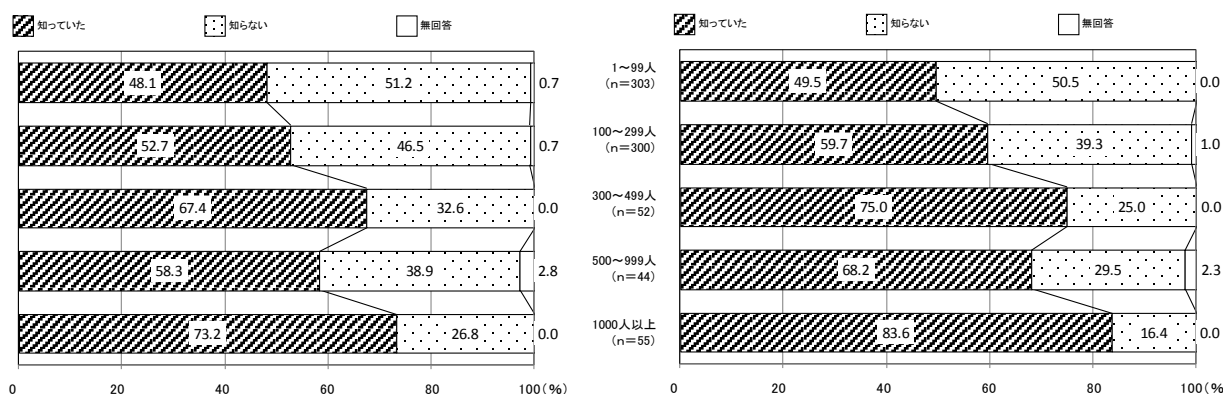 知っていた 知らない 無回答
48.1 51.2 0.7
52.7 46.5 0.7
67.4 32.6 0.0
58.3 38.9 2.8
73.2 26.8 0.0
0 20 40 60 80 100(%)
知っていた 知らない 無回答
1~99人
(n=303)
49.5 50.5 0.0
100~299人
(n=300)
59.7 39.3 1.0
300~499人
(n=52)
75.0 25.0 0.0
500~999人
(n=44)
68.2 29.5 2.3
1000人以上
(n=55)
83.6 16.4 0.0
0 20 40 60 80 100(%